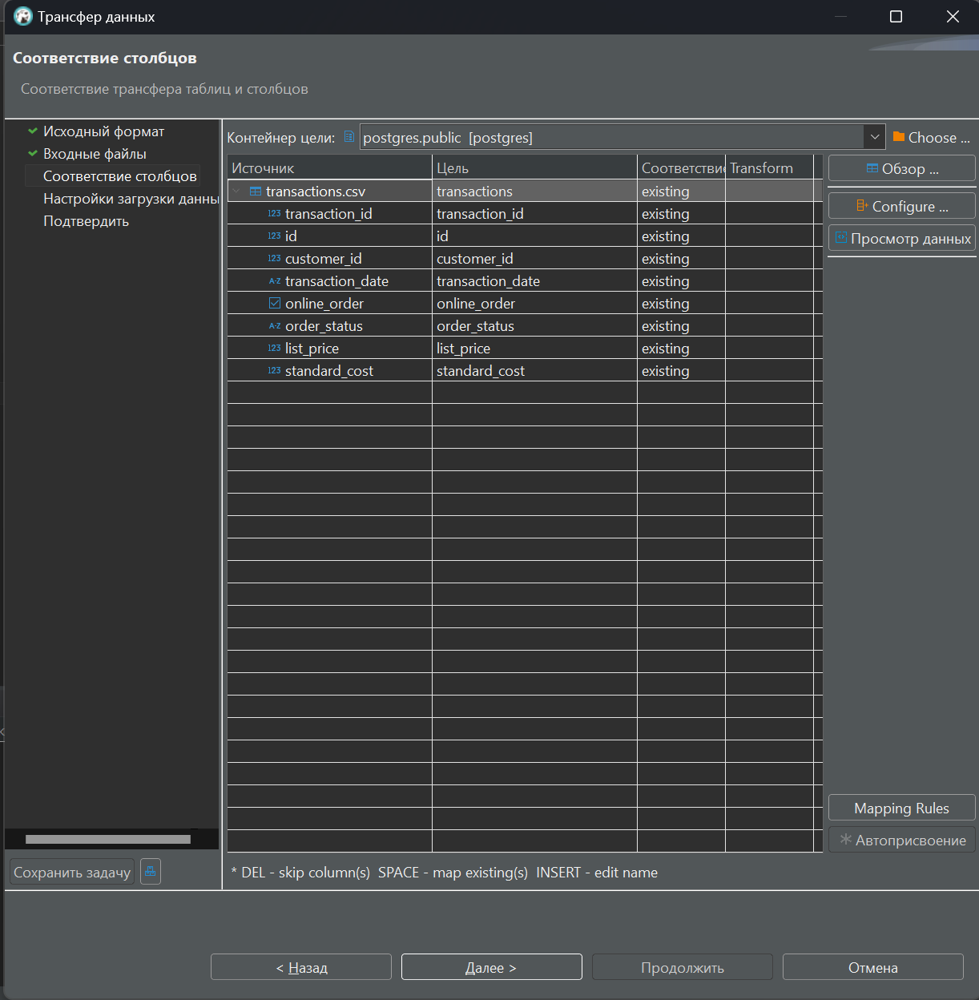 Трансфер данных
Соответствие столбцов
Соответствие трансфера таблиц и столбцов
Исходный формат
Входные файлы
Соответствие столбцов
Настройки загрузки данны
Подтвердить
Контейнер цели: postgres.public [postgres] Choose ...
Источник Цель Соответствие Transform
transactions.csv transactions existing
123 transaction_id transaction_id existing
123 id id existing
123 customer_id customer_id existing
A-Z transaction_date transaction_date existing
online_order online_order existing
A-Z order_status order_status existing
123 list_price list_price existing
123 standard_cost standard_cost existing
Обзор ...
Configure ...
Просмотр данных
Mapping Rules
Автоприсвоение
Сохранить задачу
* DEL - skip column(s) SPACE - map existing(s) INSERT - edit name
< Назад Далее > Продолжить Отмена